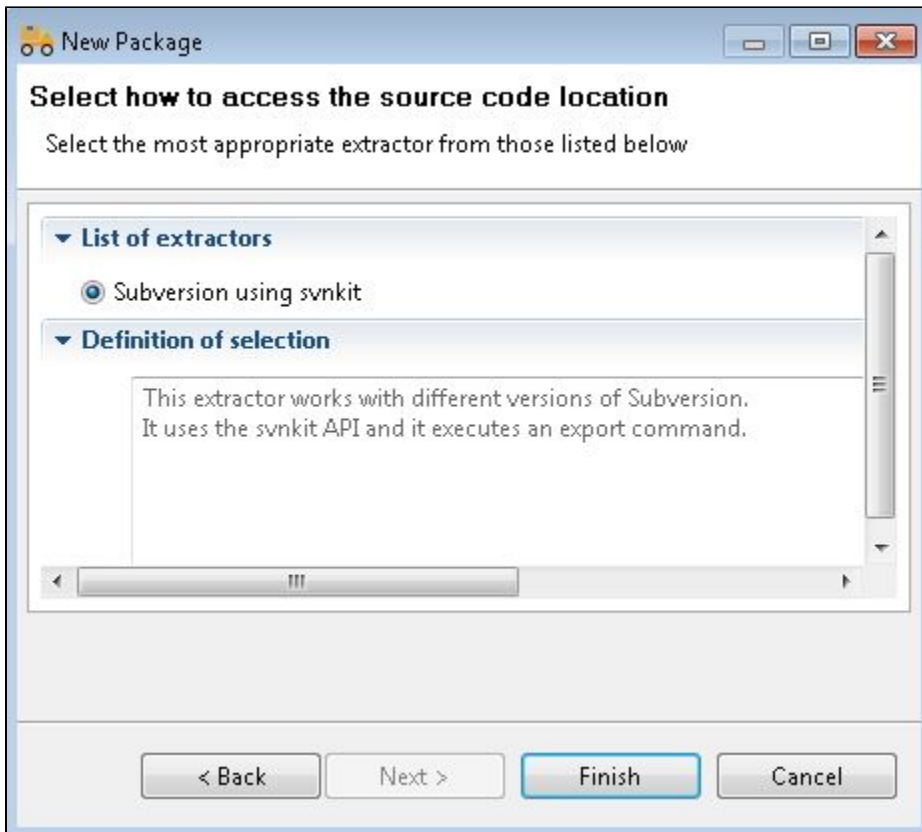 New Package
Select how to access the source code location
Select the most appropriate extractor from those listed below
List of extractors
Subversion using svnkit
Definition of selection
This extractor works with different versions of Subversion.
It uses the svnkit API and it executes an export command.
< Back
Next >
Finish
Cancel